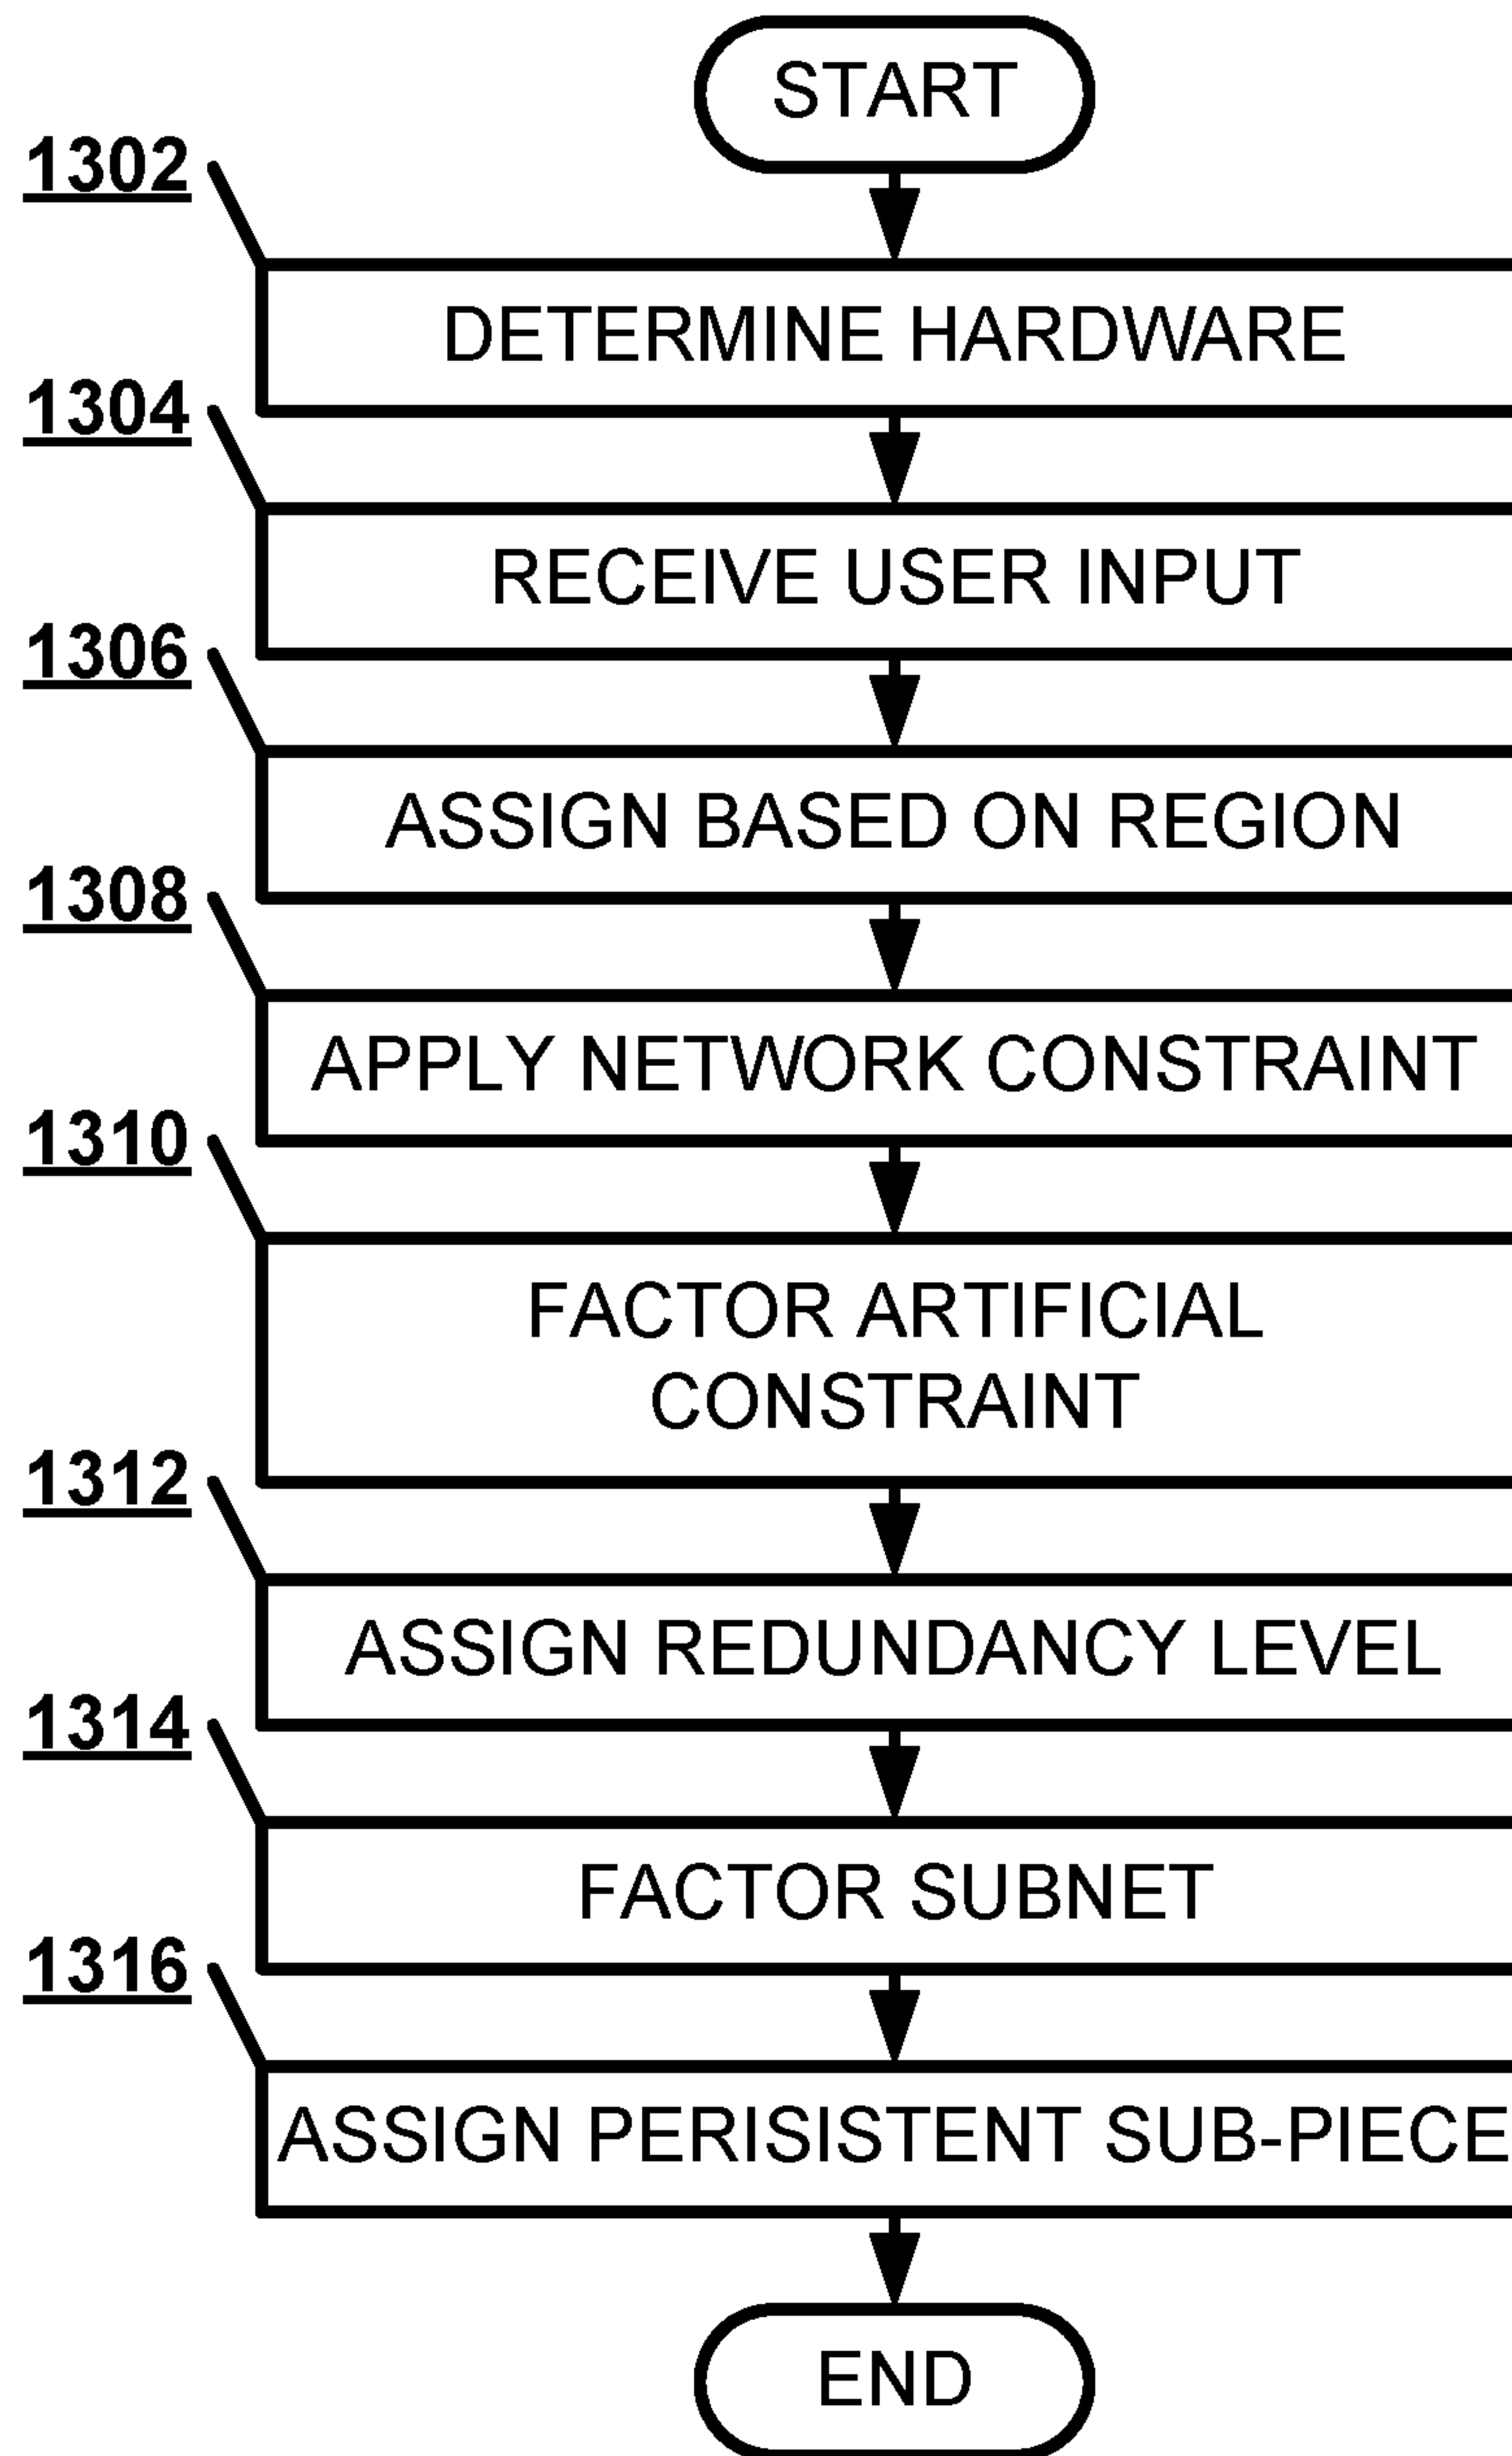 START
1302
DETERMINE HARDWARE
1304
RECEIVE USER INPUT
1306
ASSIGN BASED ON REGION
1308
APPLY NETWORK CONSTRAINT
1310
FACTOR ARTIFICIAL
CONSTRAINT
1312
ASSIGN REDUNDANCY LEVEL
1314
FACTOR SUBNET
1316
ASSIGN PERISISTENT SUB-PIECE
END